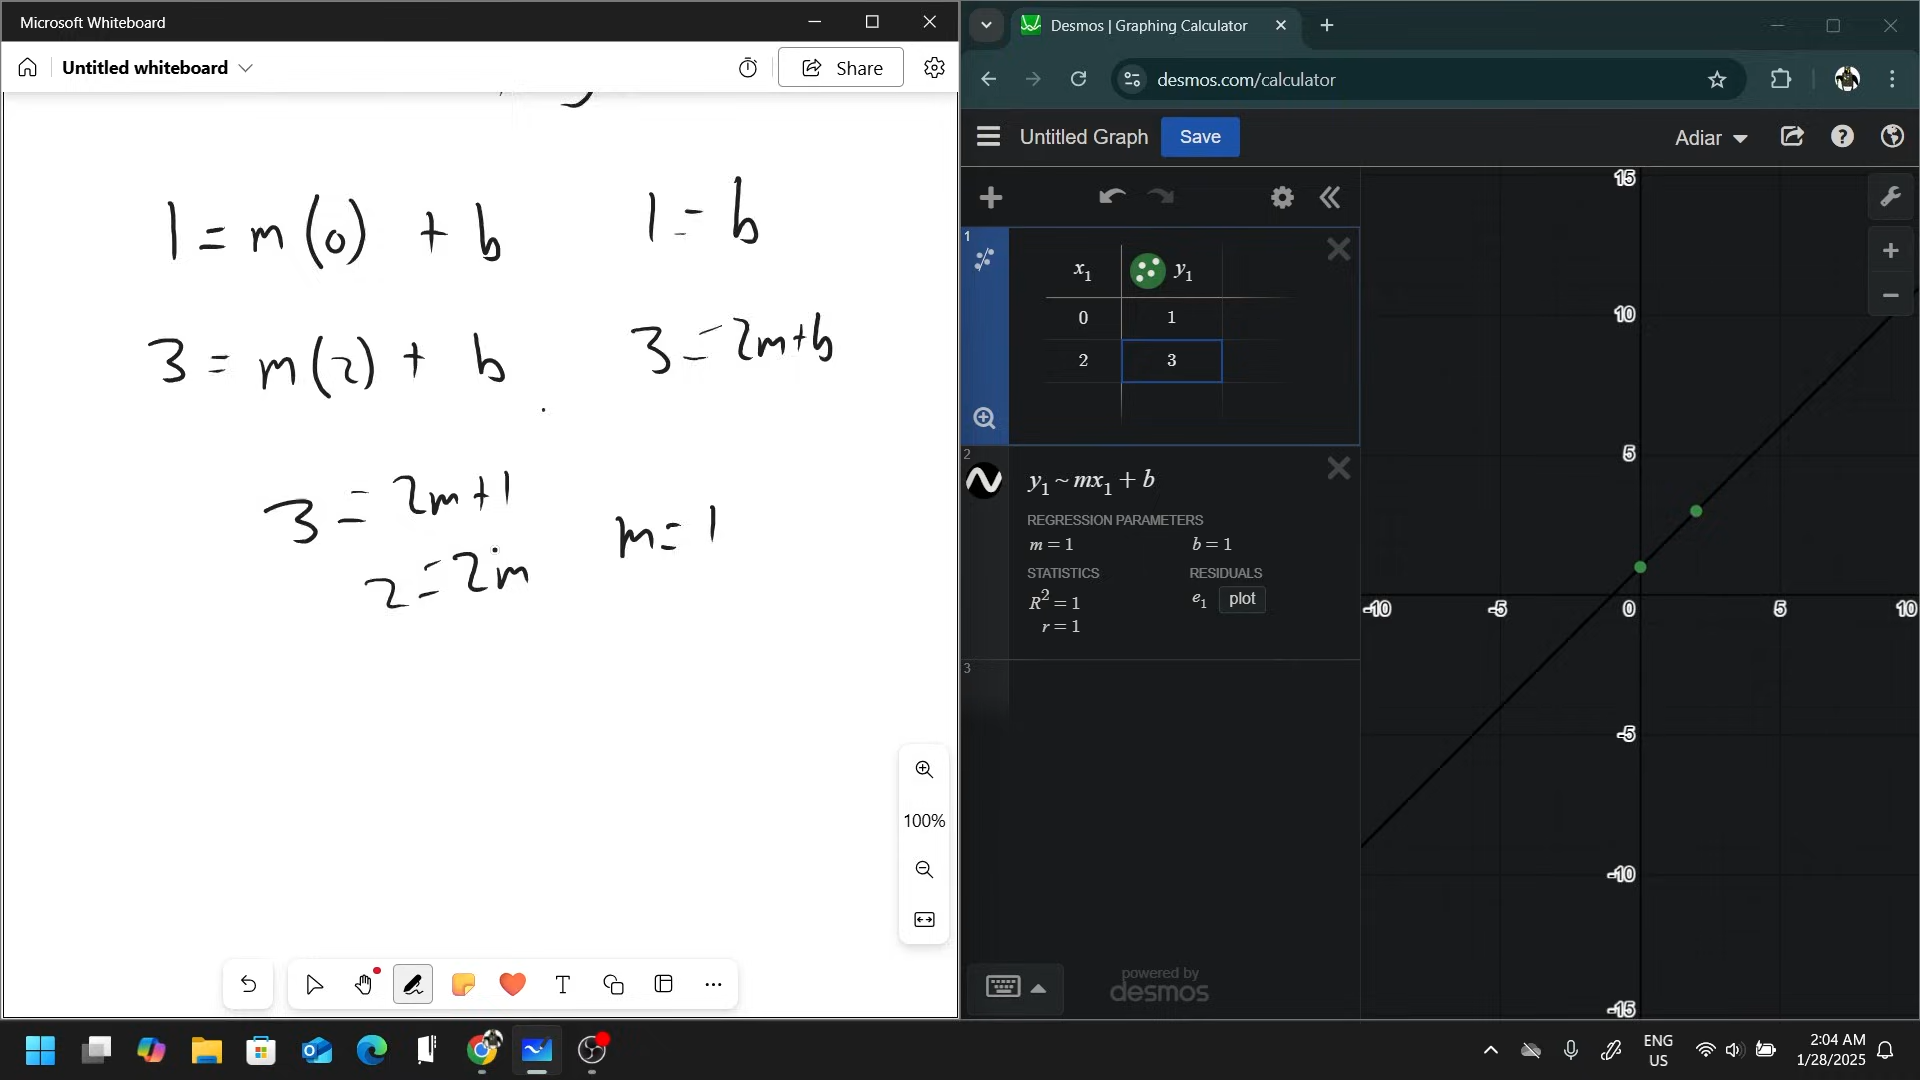 Microsoft Whiteboard
Untitled whiteboard
Share
1 = m(0) + b
1 = b
3 = m(2) + b
3 = 2m+b
3 = 2m+1
m = 1
2 = 2m
100%
Desmos | Graphing Calculator
desmos.com/calculator
Untitled Graph
Save
Adiar
1
x₁ y₁
0 1
2 3
2
y₁ ~ mx₁ + b
REGRESSION PARAMETERS
m = 1 b = 1
STATISTICS RESIDUALS
R² = 1 e₁ plot
r = 1
3
powered by
desmos
15
10
5
-10 -5 0 5 10
-5
-10
-15
ENG
US
2:04 AM
1/28/2025